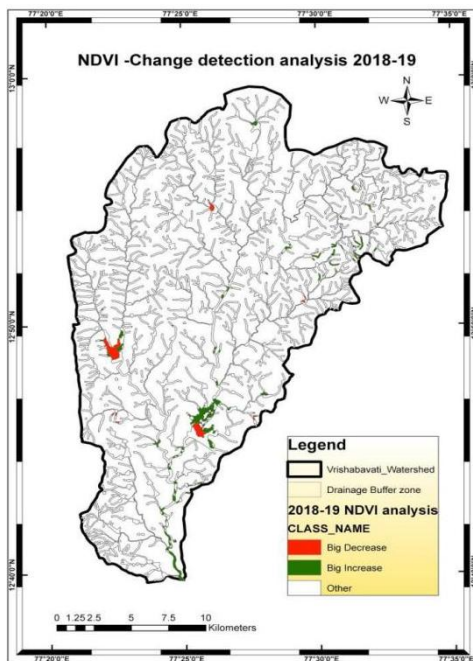 77°20'0"E 77°25'0"E 77°30'0"E 77°35'0"E
NDVI -Change detection analysis 2018-19
13°0'0"N
N
W E
S
12°50'0"N
12°40'0"N
Legend
Vrishabavati_Watershed
Drainage Buffer zone
2018-19 NDVI analysis
CLASS_NAME
Big Decrease
Big Increase
Other
0 1.25 2.5 5 7.5 10
Kilometers
77°20'0"E 77°25'0"E 77°30'0"E 77°35'0"E